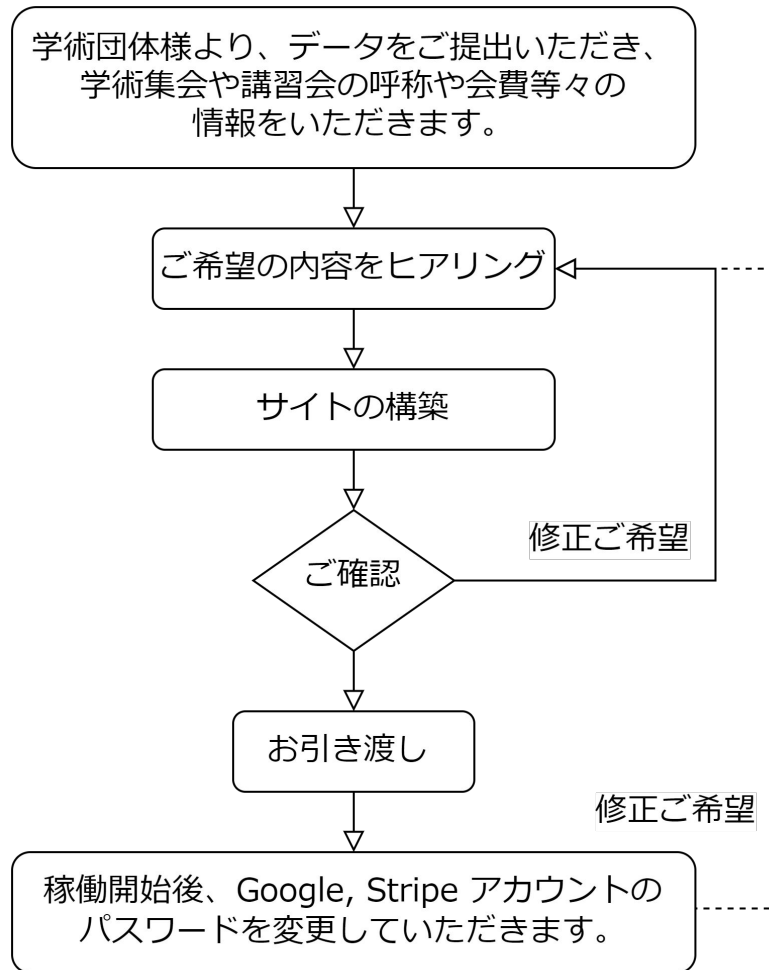 学術団体様より、データをご提出いただき、
学術集会や講習会の呼称や会費等々の
情報をいただきます。
ご希望の内容をヒアリング
サイトの構築
修正ご希望
ご確認
お引き渡し
修正ご希望
稼働開始後、Google, Stripe アカウントの
パスワードを変更していただきます。